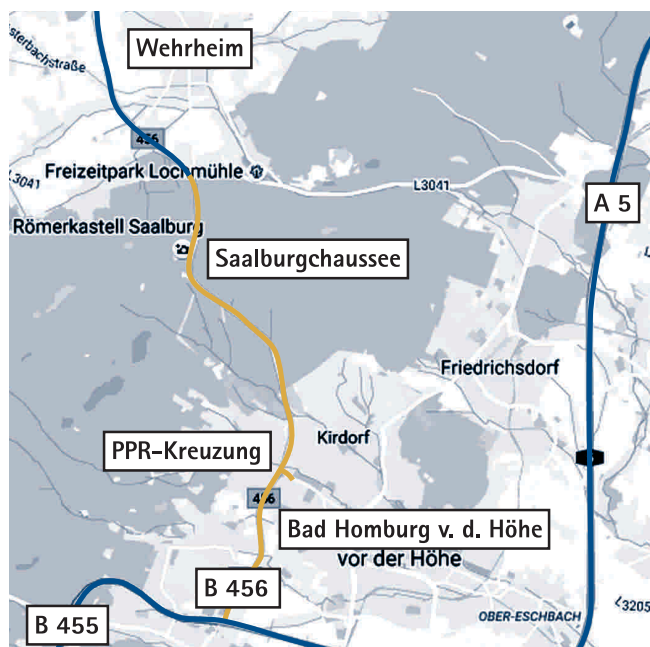 Wehrheim
sterbachstraße
456
Freizeitpark Lochmühle
L3041
L3041
A 5
Römerkastell Saalburg
Saalburgchaussee
Friedrichsdorf
Kirdorf
PPR-Kreuzung
456
Bad Homburg v. d. Höhe
vor der Höhe
B 456
B 455
OBER-ESCHBACH
L3205